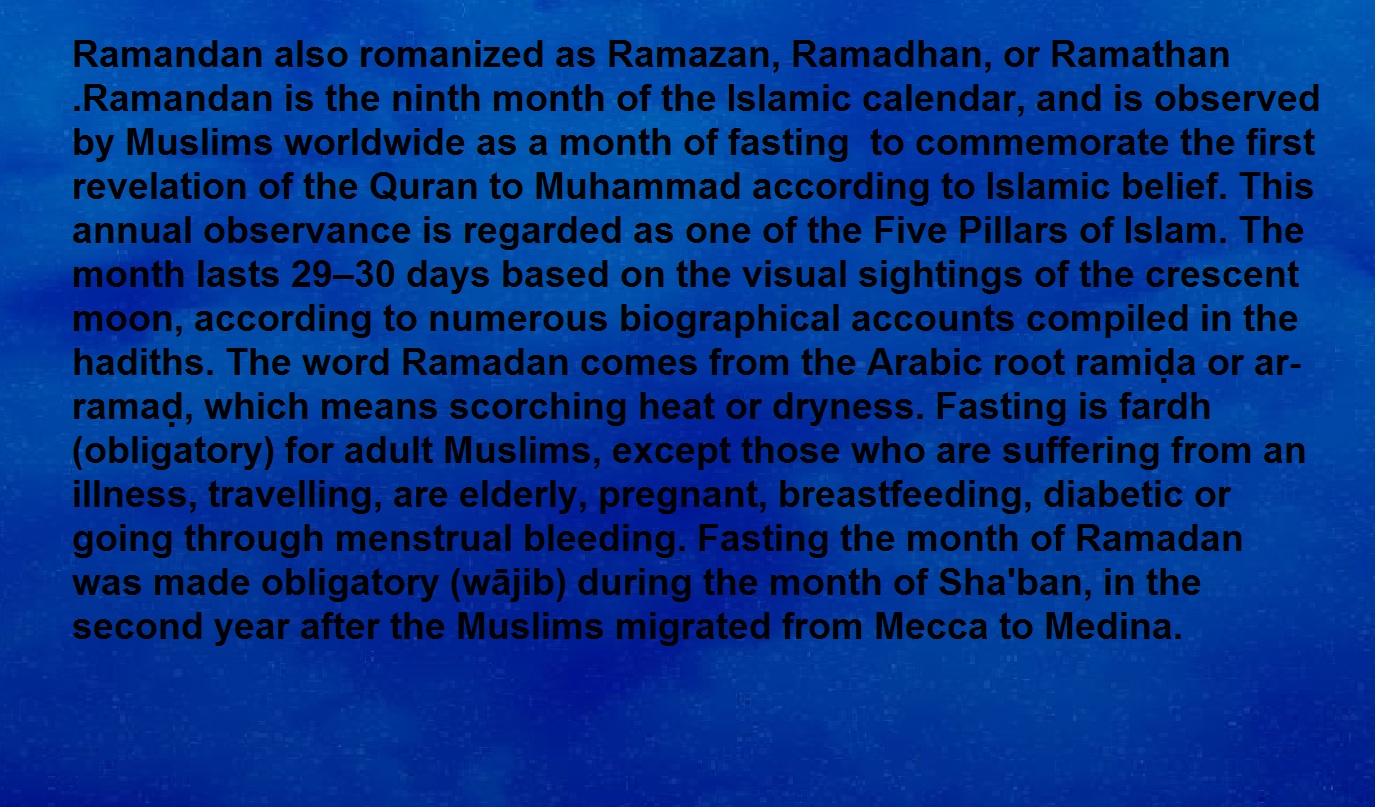 Ramandan also romanized as Ramazan, Ramadhan, or Ramathan
.Ramandan is the ninth month of the Islamic calendar, and is observed
by Muslims worldwide as a month of fasting  to commemorate the first
revelation of the Quran to Muhammad according to Islamic belief. This
annual observance is regarded as one of the Five Pillars of Islam. The
month lasts 29–30 days based on the visual sightings of the crescent
moon, according to numerous biographical accounts compiled in the
hadiths. The word Ramadan comes from the Arabic root ramiḍa or ar-
ramaḍ, which means scorching heat or dryness. Fasting is fardh
(obligatory) for adult Muslims, except those who are suffering from an
illness, travelling, are elderly, pregnant, breastfeeding, diabetic or
going through menstrual bleeding. Fasting the month of Ramadan
was made obligatory (wājib) during the month of Sha'ban, in the
second year after the Muslims migrated from Mecca to Medina.